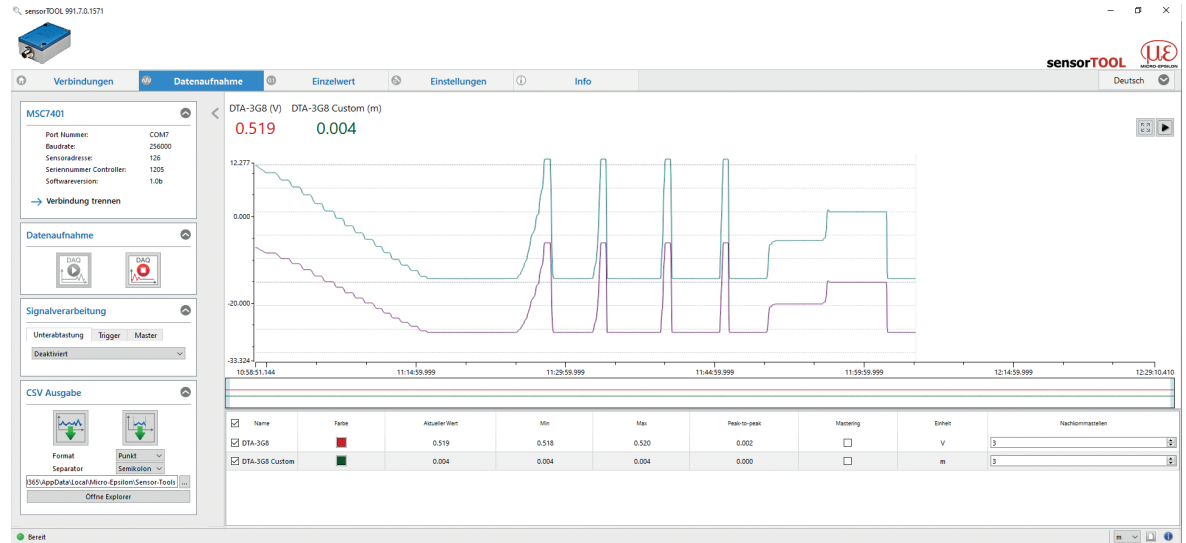 sensorTOOL 991.7.0.1571
sensorTOOL
με
MICRO-EPSILON
Verbindungen Datenaufnahme Einzelwert Einstellungen Info Deutsch
MSC7401
Port Nummer: COM7
Baudrate: 256000
Sensoradresse: 126
Seriennummer Controller: 1205
Softwareversion: 1.0b
Verbindung trennen
Datenaufnahme
DAQ DAQ
Signalverarbeitung
Unterabtastung Trigger Master
Deaktiviert
CSV Ausgabe
Format Punkt
Separator Semikolon
I365\AppData\Local\Micro-Epsilon\Sensor-Tools ...
Öffne Explorer
DTA-3G8 (V) DTA-3G8 Custom (m)
0.519 0.004
12.277
0.000
-20.000
-33.324
10:58:51.144 11:14:59.999 11:29:59.999 11:44:59.999 11:59:59.999 12:14:59.999 12:29:10.410
Name Farbe Aktueller Wert Min Max Peak-to-peak Mastering Einheit Nachkommastellen
DTA-3G8 0.519 0.518 0.520 0.002 V 3
DTA-3G8 Custom 0.004 0.004 0.004 0.000 m 3
Bereit m